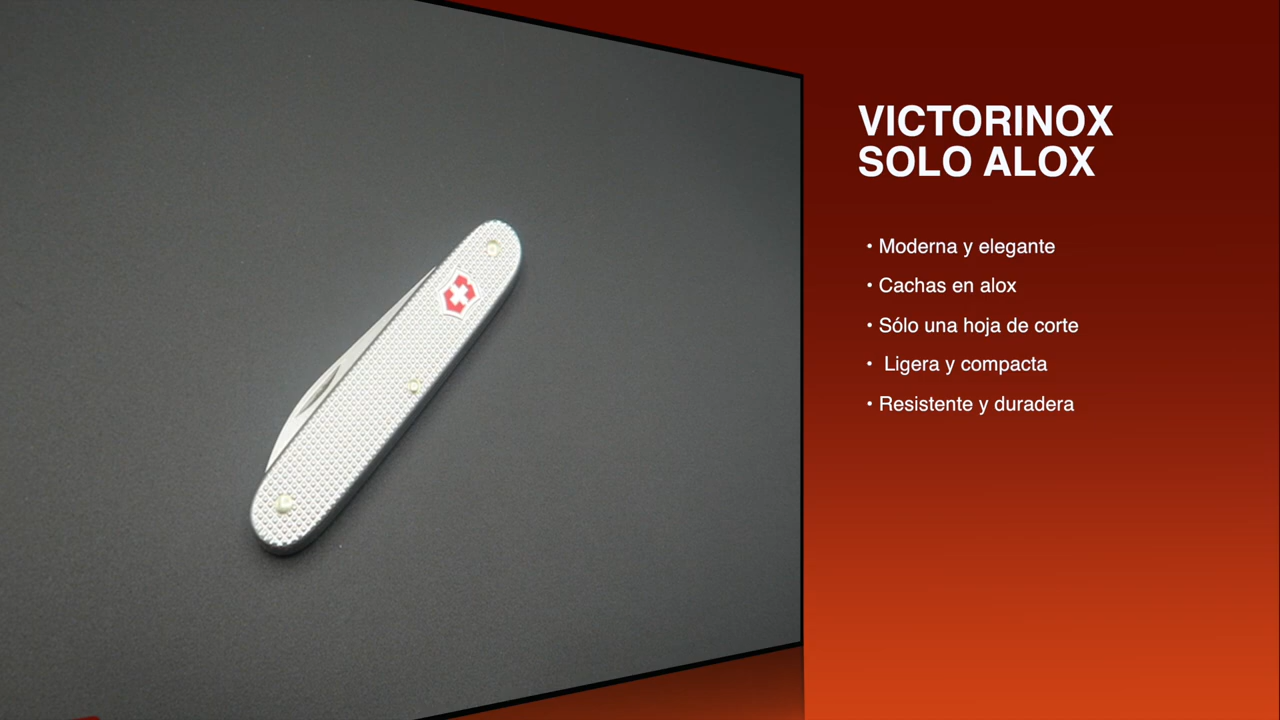 VICTORINOX
SOLO ALOX
• Moderna y elegante
• Cachas en alox
• Sólo una hoja de corte
• Ligera y compacta
• Resistente y duradera